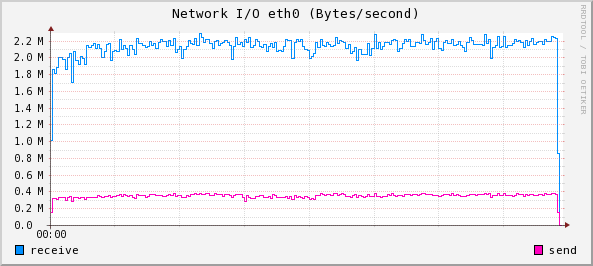 Network I/O eth0 (Bytes/second)
RRDTOOL / TOBI OETIKER
2.2 M
2.0 M
1.8 M
1.6 M
1.4 M
1.2 M
1.0 M
0.8 M
0.6 M
0.4 M
0.2 M
0.0
00:00
receive
send